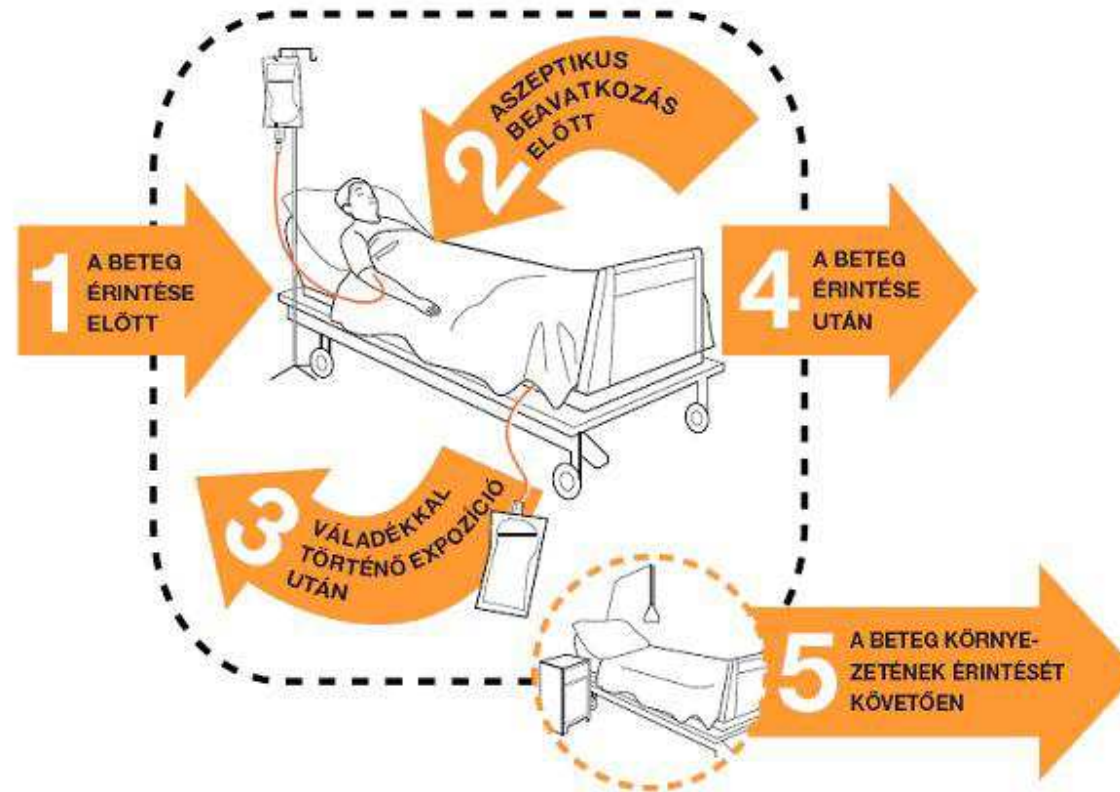 1
A BETEG
ÉRINTÉSE
ELŐTT
2
ASZEPTIKUS
BEAVATKOZÁS
ELŐTT
3
VÁLADÉKKAL
TÖRTÉNŐ EXPOZÍCIÓ
UTÁN
4
A BETEG
ÉRINTÉSE
UTÁN
5
A BETEG KÖRNYE-
ZETÉNEK ÉRINTÉSÉT
KÖVETŐEN